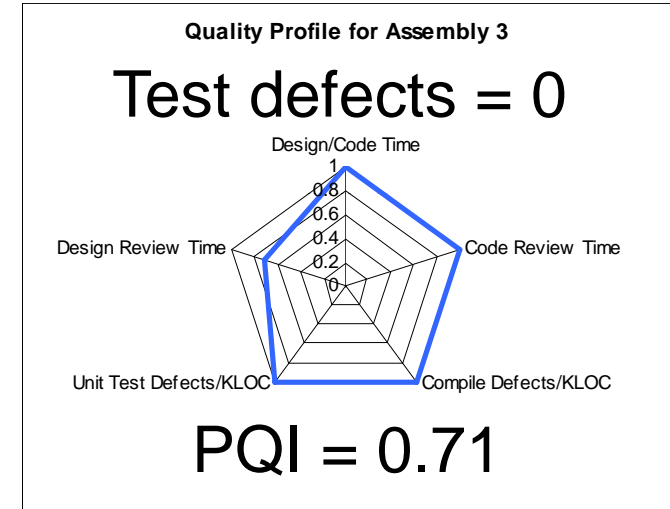 Quality Profile for Assembly 3
Test defects = 0
Design/Code Time
1
0.8
0.6
0.4
0.2
0
Design Review Time
Code Review Time
Unit Test Defects/KLOC
Compile Defects/KLOC
PQI = 0.71